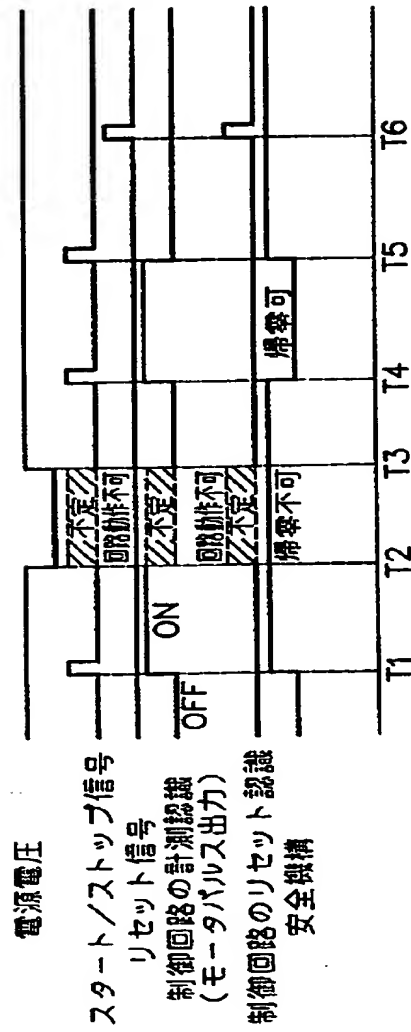 電源電圧
スタート/ストップ信号
リセット信号
制御回路の計測認識
(モータパルス出力)
制御回路のリセット認識
安全機構
OFF
ON
不定
回路動作不可
不定
回路動作不可
不定
帰零不可
帰零可
T1
T2
T3
T4
T5
T6